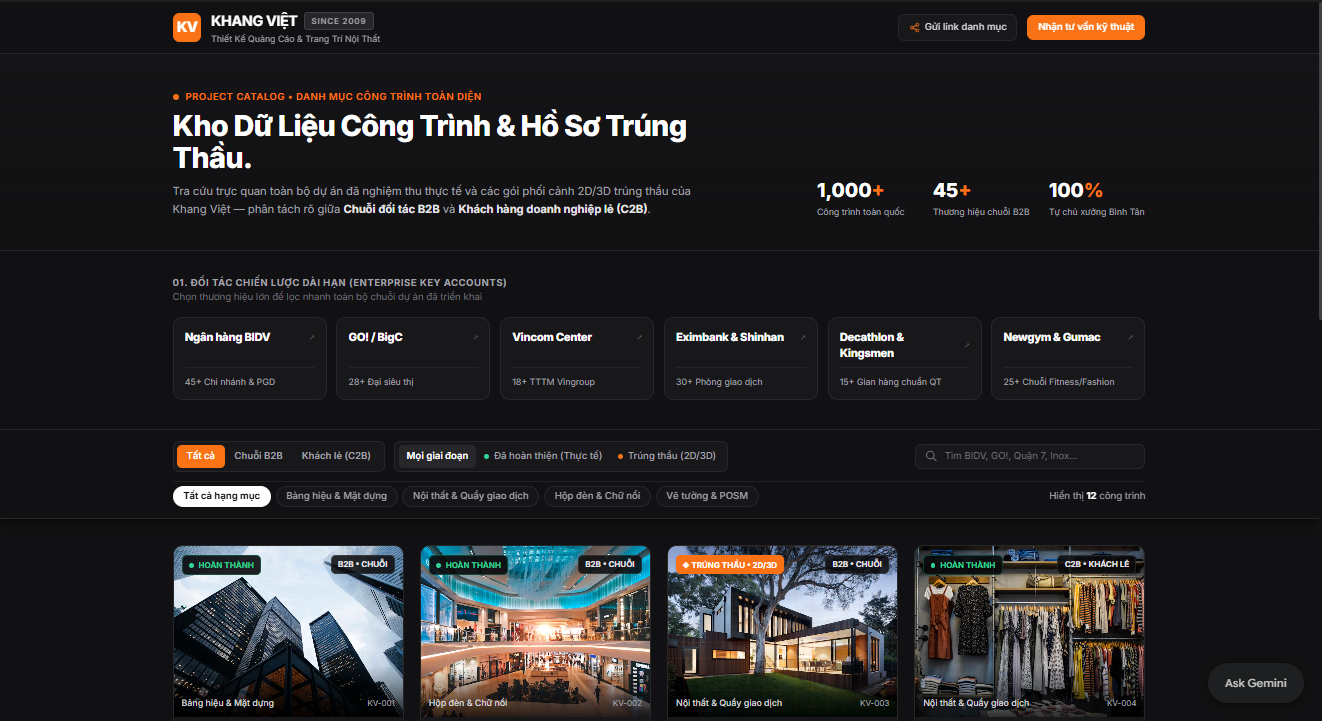 KV
KHANG VIỆT
SINCE 2009
Thiết Kế Quảng Cáo & Trang Trí Nội Thất
Gửi link danh mục
Nhận tư vấn kỹ thuật
PROJECT CATALOG • DANH MỤC CÔNG TRÌNH TOÀN DIỆN
Kho Dữ Liệu Công Trình & Hồ Sơ Trúng
Thầu.
Tra cứu trực quan toàn bộ dự án đã nghiệm thu thực tế và các gói phối cảnh 2D/3D trúng thầu của
Khang Việt — phân tách rõ giữa Chuỗi đối tác B2B và Khách hàng doanh nghiệp lẻ (C2B).
1,000+
Công trình toàn quốc
45+
Thương hiệu chuỗi B2B
100%
Tự chủ xưởng Bình Tân
01. ĐỐI TÁC CHIẾN LƯỢC DÀI HẠN (ENTERPRISE KEY ACCOUNTS)
Chọn thương hiệu lớn để lọc nhanh toàn bộ chuỗi dự án đã triển khai
Ngân hàng BIDV
45+ Chi nhánh & PGD
GO! / BigC
28+ Đại siêu thị
Vincom Center
18+ TTTM Vingroup
Eximbank & Shinhan
30+ Phòng giao dịch
Decathlon &
Kingsmen
15+ Gian hàng chuẩn QT
Newgym & Gumac
25+ Chuỗi Fitness/Fashion
Tất cả
Chuỗi B2B
Khách lẻ (C2B)
Mọi giai đoạn
Đã hoàn thiện (Thực tế)
Trúng thầu (2D/3D)
Tìm BIDV, GO!, Quận 7, Inox...
Tất cả hạng mục
Bảng hiệu & Mặt dựng
Nội thất & Quầy giao dịch
Hộp đèn & Chữ nổi
Vẽ tường & POSM
Hiển thị 12 công trình
HOÀN THÀNH
B2B • CHUỖI
Bảng hiệu & Mặt dựng
KV-001
HOÀN THÀNH
B2B • CHUỖI
Hộp đèn & Chữ nổi
KV-002
◆ TRÚNG THẦU • 2D/3D
B2B • CHUỖI
Nội thất & Quầy giao dịch
KV-003
HOÀN THÀNH
C2B • KHÁCH LẺ
Nội thất & Quầy giao dịch
KV-004
Ask Gemini